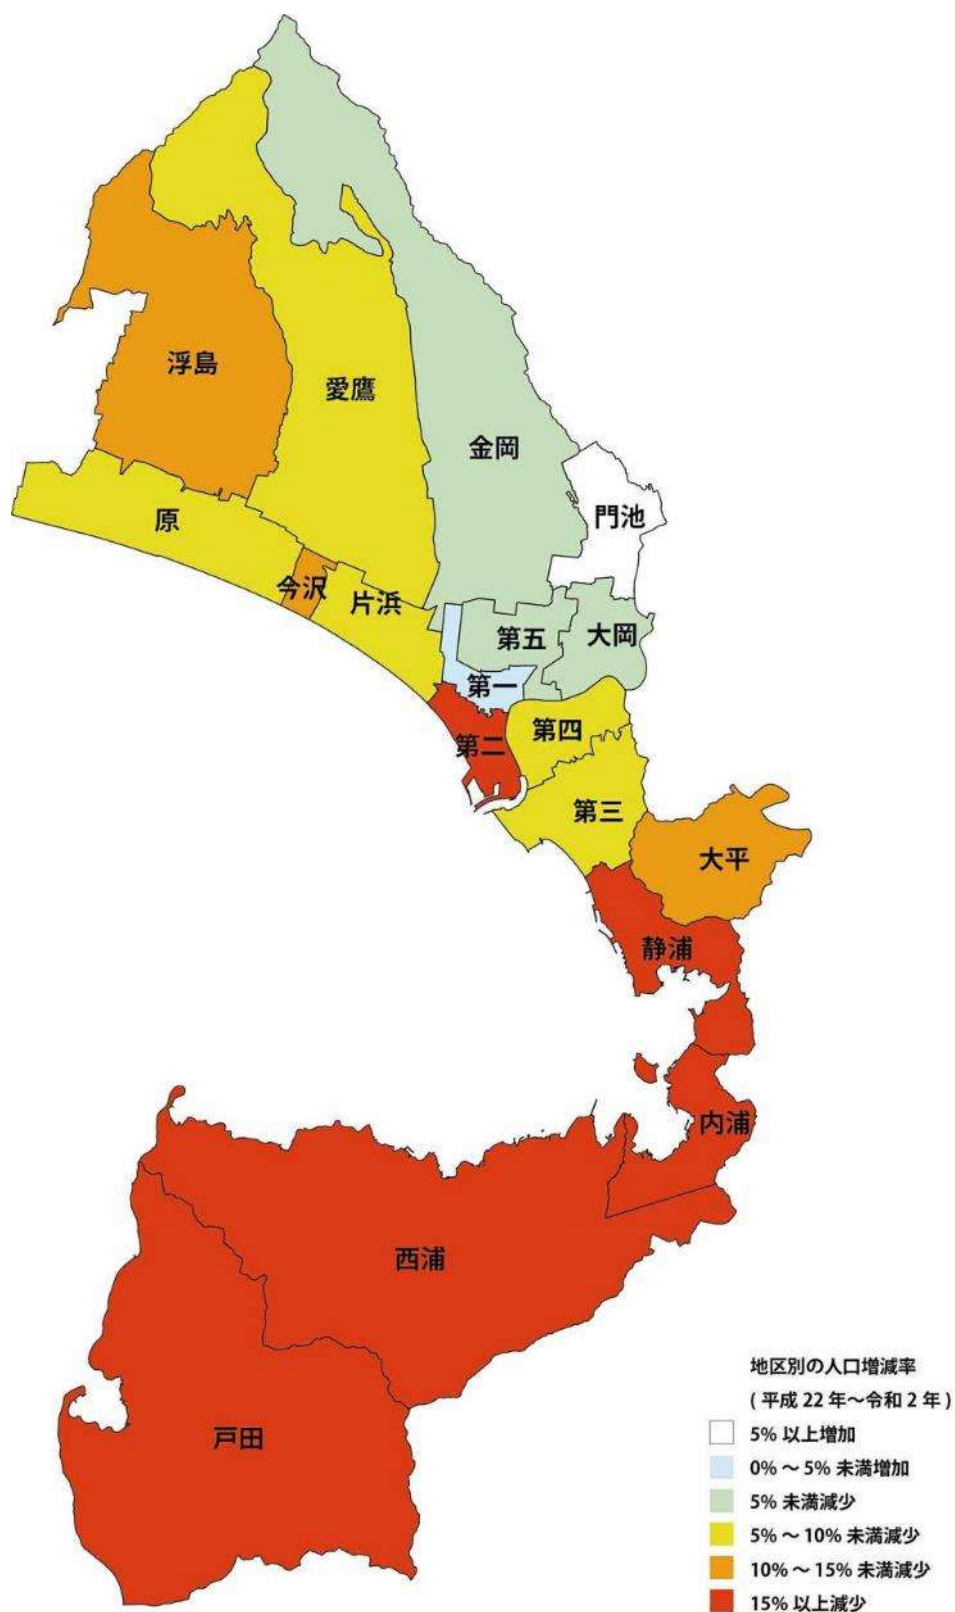 浮島
愛鷹
金岡
原
門池
今沢
片浜
第五
大岡
第一
第二
第四
第三
大平
静浦
内浦
西浦
戸田
地区別の人口増減率
( 平成 22 年～令和 2 年 )
5% 以上増加
0% ～ 5% 未満増加
5% 未満減少
5% ～ 10% 未満減少
10% ～ 15% 未満減少
15% 以上減少